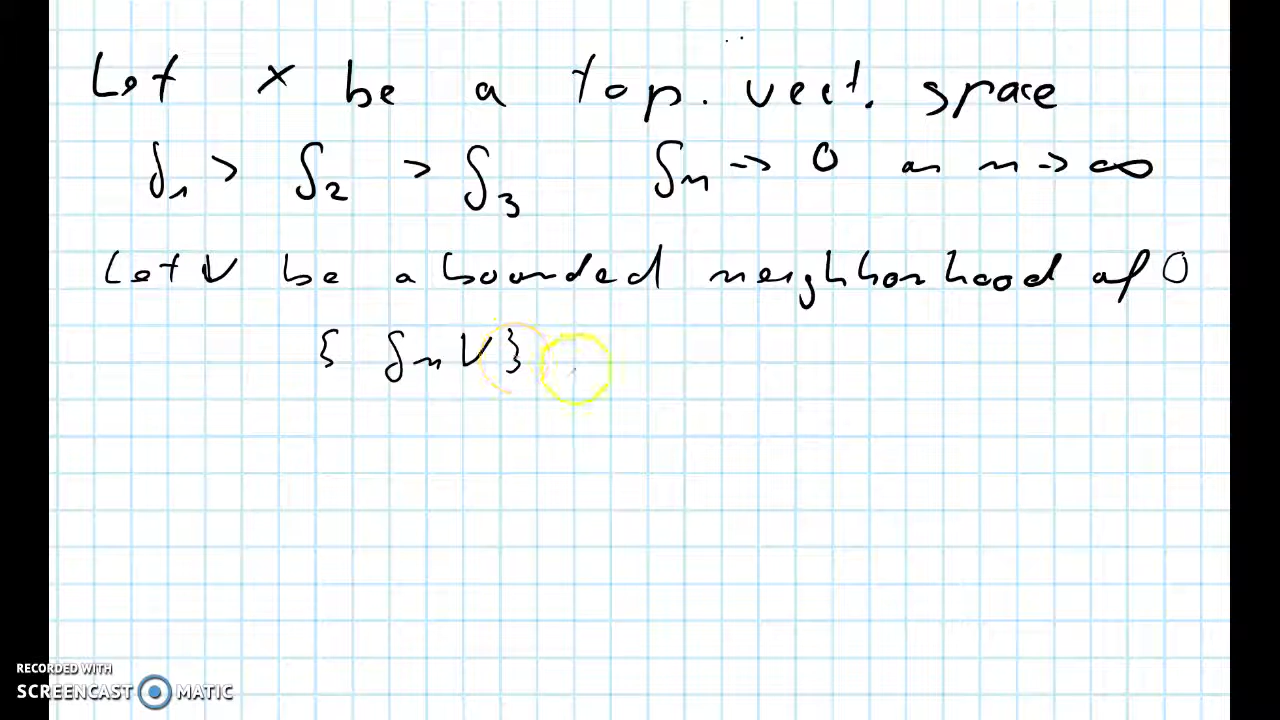 Let X be a top. vect. space
δ1 > δ2 > δ3 δn -> 0 as n -> ∞
Let V be a bounded neighborhood of 0
{ δn V }
RECORDED WITH
SCREENCAST MATIC